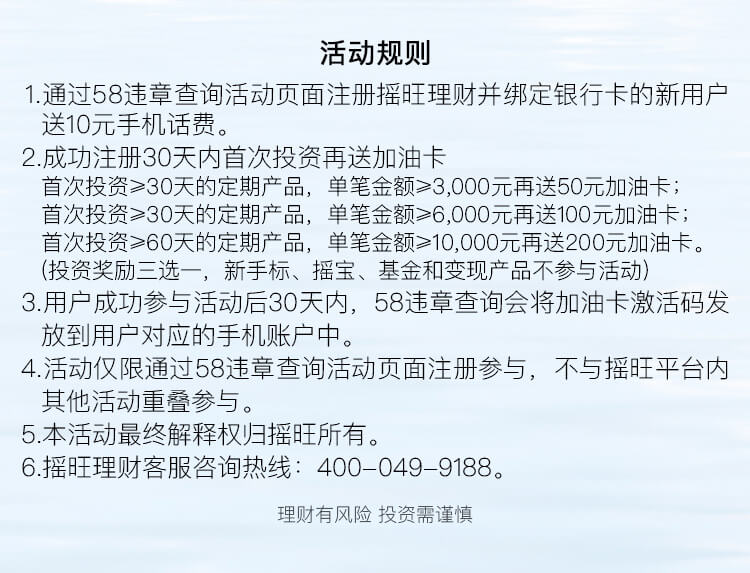 活动规则
1.通过58违章查询活动页面注册摇旺理财并绑定银行卡的新用户
送10元手机话费。
2.成功注册30天内首次投资再送加油卡
首次投资≥30天的定期产品，单笔金额≥3,000元再送50元加油卡；
首次投资≥30天的定期产品，单笔金额≥6,000元再送100元加油卡；
首次投资≥60天的定期产品，单笔金额≥10,000元再送200元加油卡。
(投资奖励三选一，新手标、摇宝、基金和变现产品不参与活动)
3.用户成功参与活动后30天内，58违章查询会将加油卡激活码发
放到用户对应的手机账户中。
4.活动仅限通过58违章查询活动页面注册参与，不与摇旺平台内
其他活动重叠参与。
5.本活动最终解释权归摇旺所有。
6.摇旺理财客服咨询热线：400-049-9188。
理财有风险 投资需谨慎